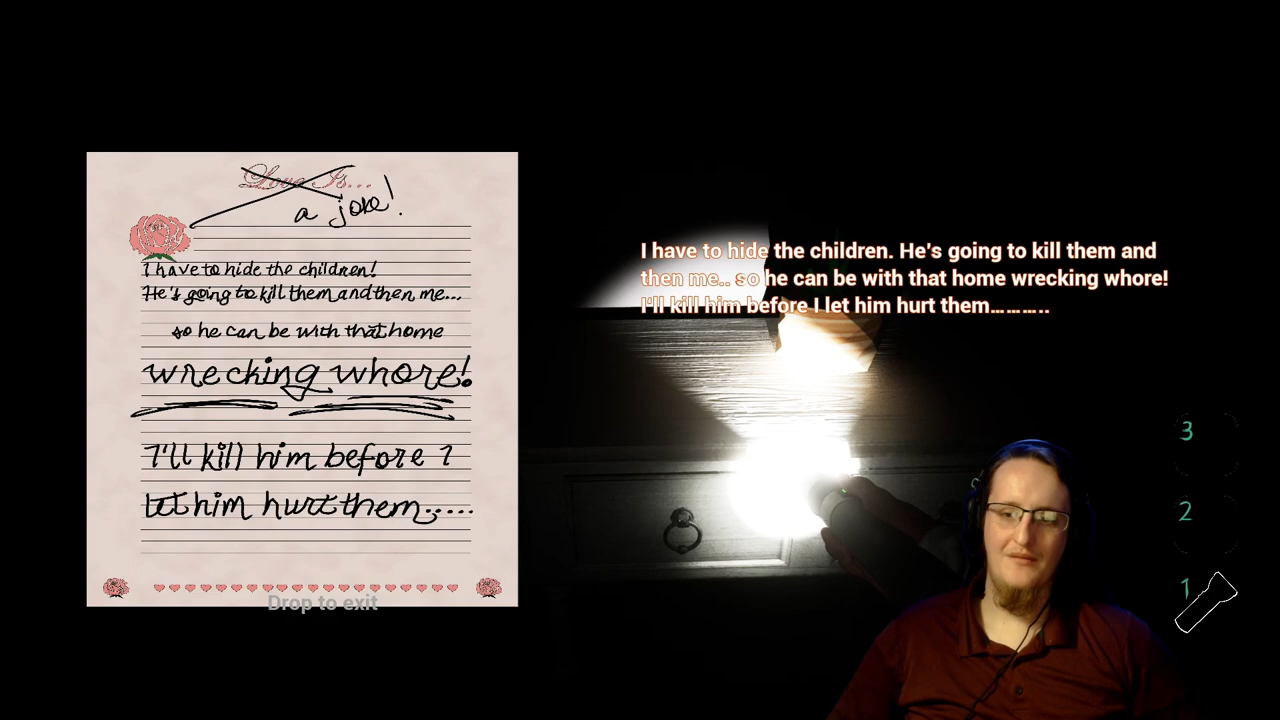 Love Is...
a joke!
I have to hide the children!
He's going to kill them and then me...
so he can be with that home
wrecking whore!
I'll kill him before I
let him hurt them.....
Drop to exit
I have to hide the children. He's going to kill them and
then me.. so he can be with that home wrecking whore!
I'll kill him before I let him hurt them...........
3
2
1